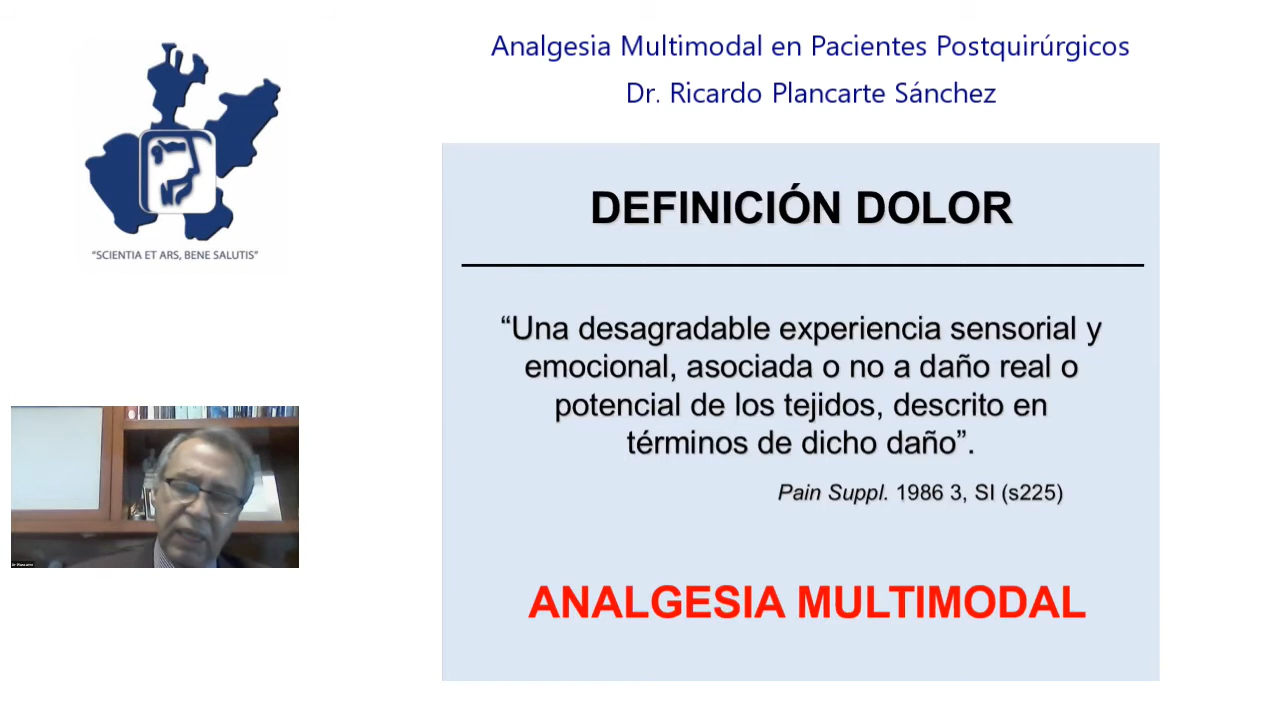 Analgesia Multimodal en Pacientes Postquirúrgicos
Dr. Ricardo Plancarte Sánchez
"SCIENTIA ET ARS, BENE SALUTIS"
DEFINICIÓN DOLOR
“Una desagradable experiencia sensorial y
emocional, asociada o no a daño real o
potencial de los tejidos, descrito en
términos de dicho daño”.
Pain Suppl. 1986 3, SI (s225)
ANALGESIA MULTIMODAL
Dr Plancarte